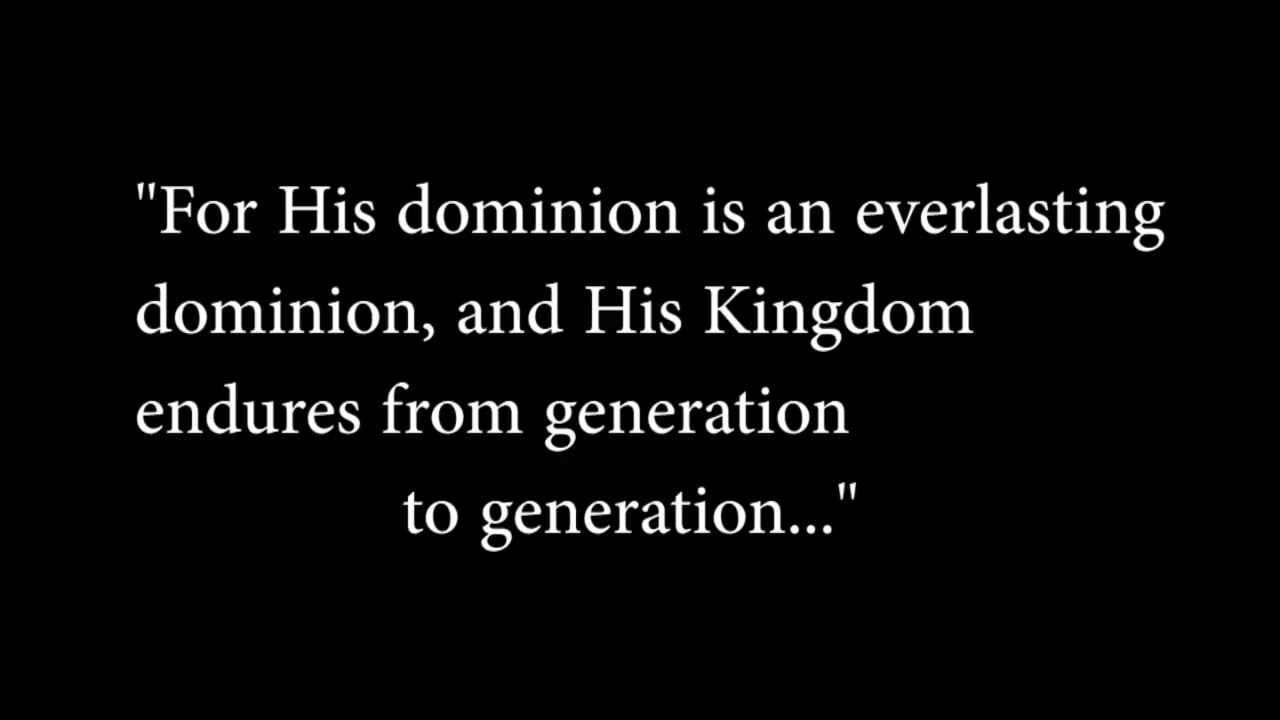 "For His dominion is an everlasting
dominion, and His Kingdom
endures from generation
to generation..."